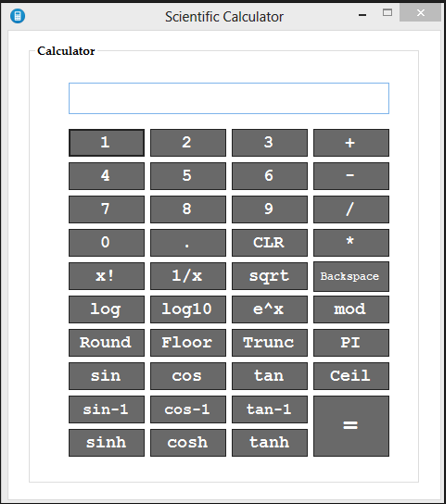 Scientific Calculator
Calculator
1 2 3 +
4 5 6 -
7 8 9 /
0 . CLR *
x! 1/x sqrt Backspace
log log10 e^x mod
Round Floor Trunc PI
sin cos tan Ceil
sin-1 cos-1 tan-1 =
sinh cosh tanh